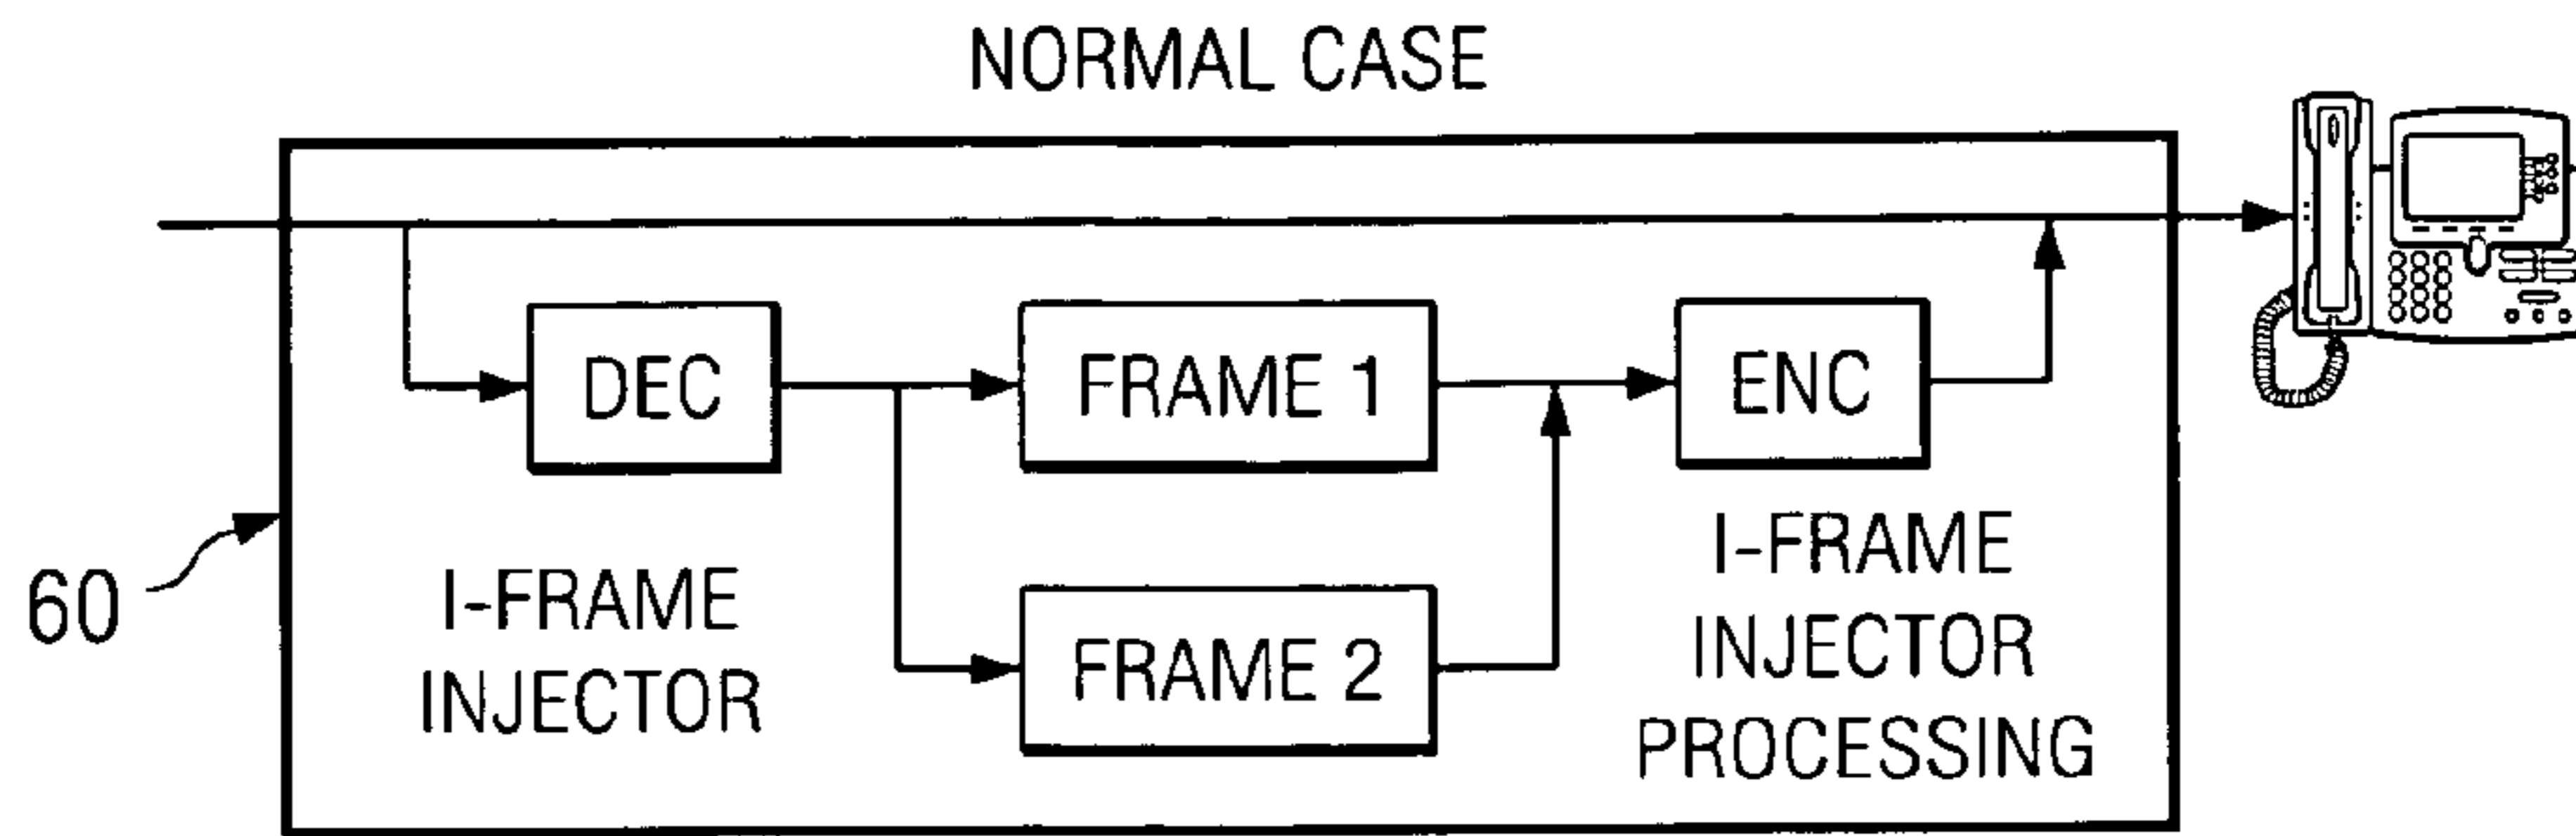 NORMAL CASE
DEC
FRAME 1
ENC
FRAME 2
60
I-FRAME
INJECTOR
I-FRAME
INJECTOR
PROCESSING